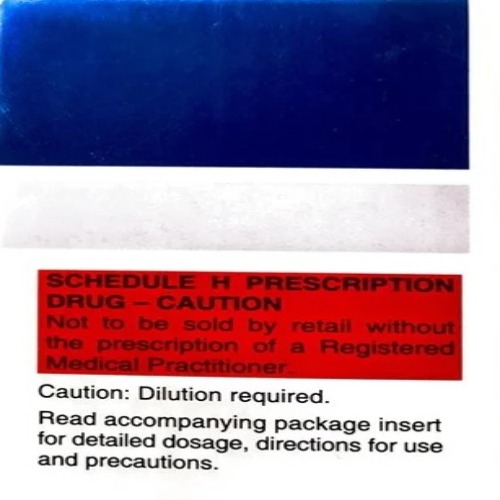 SCHEDULE H PRESCRIPTION
DRUG – CAUTION
Not to be sold by retail without
the prescription of a Registered
Medical Practitioner.
Caution: Dilution required.
Read accompanying package insert
for detailed dosage, directions for use
and precautions.